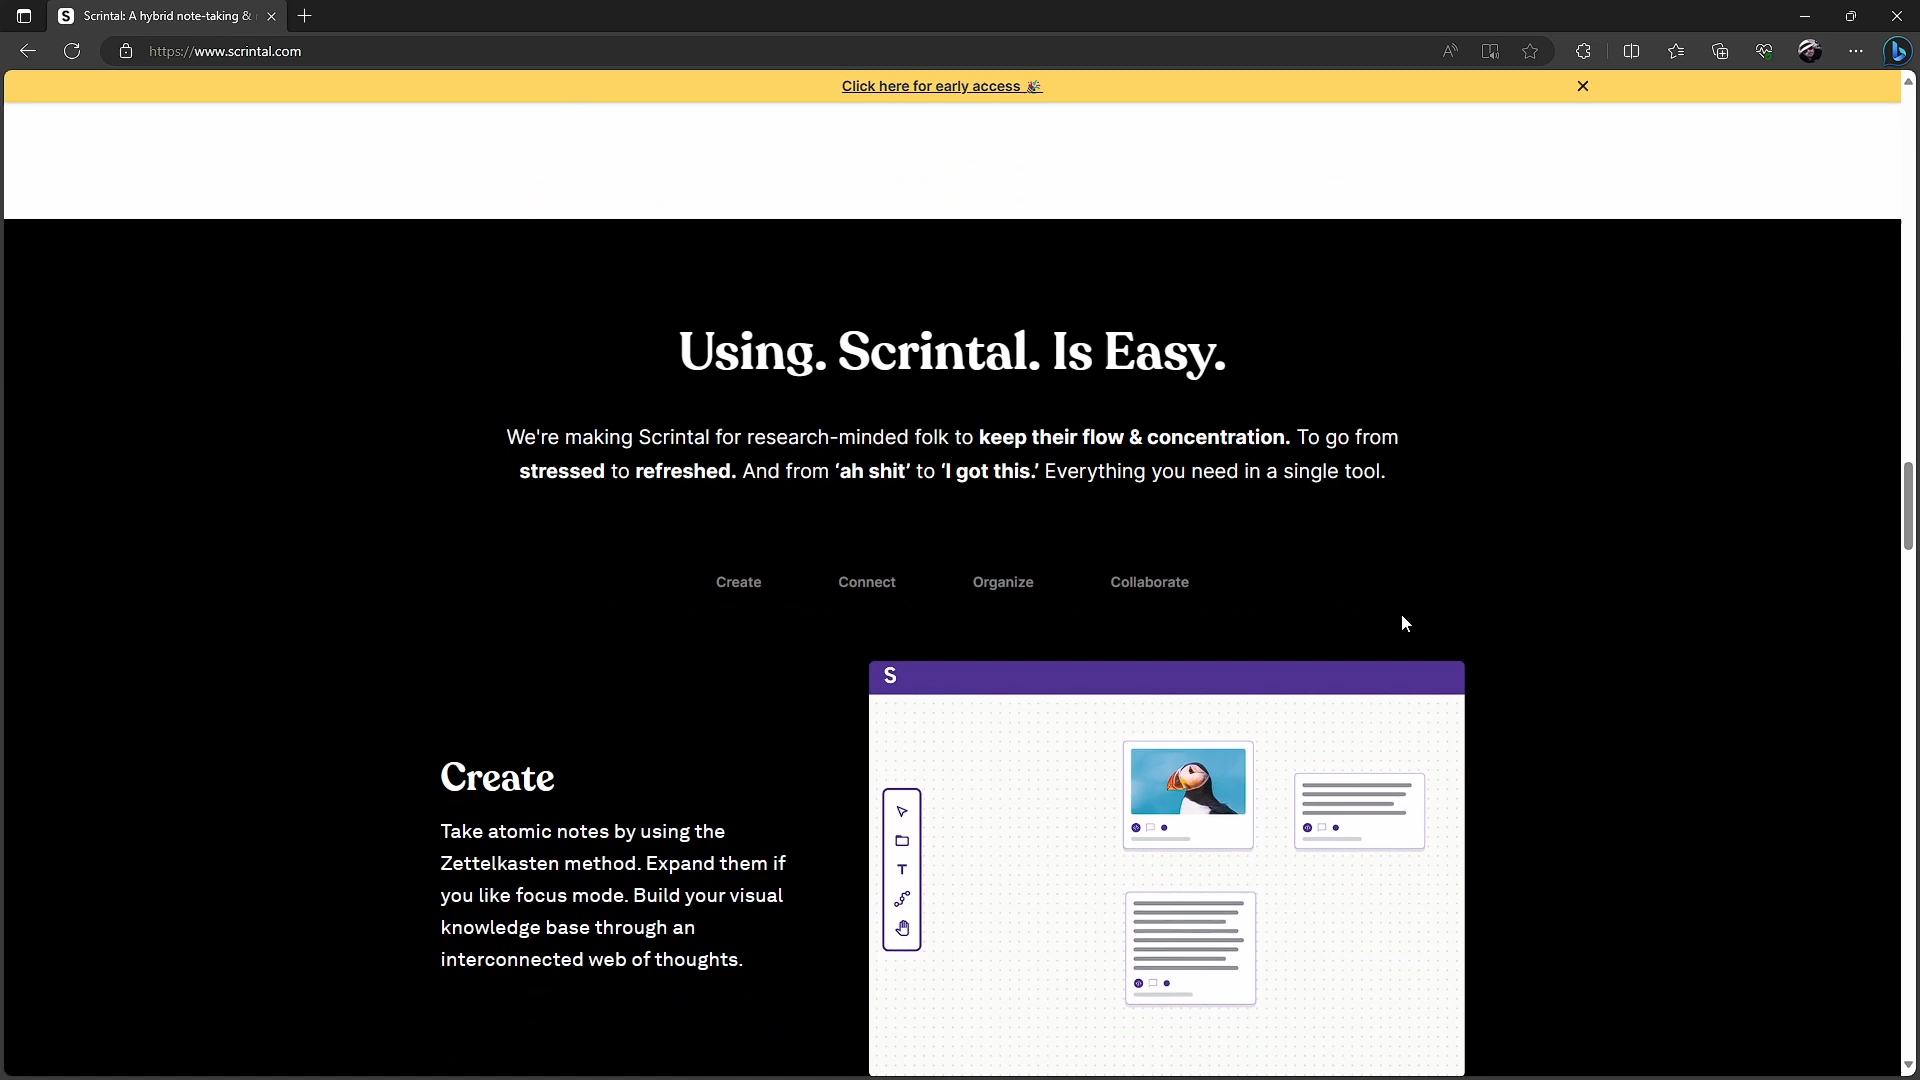 S Scrintal: A hybrid note-taking &
https://www.scrintal.com
Click here for early access 🎉
Using. Scrintal. Is Easy.
We're making Scrintal for research-minded folk to keep their flow & concentration. To go from
stressed to refreshed. And from ‘ah shit’ to ‘I got this.’ Everything you need in a single tool.
Create Connect Organize Collaborate
S
Create
Take atomic notes by using the
Zettelkasten method. Expand them if
you like focus mode. Build your visual
knowledge base through an
interconnected web of thoughts.
T